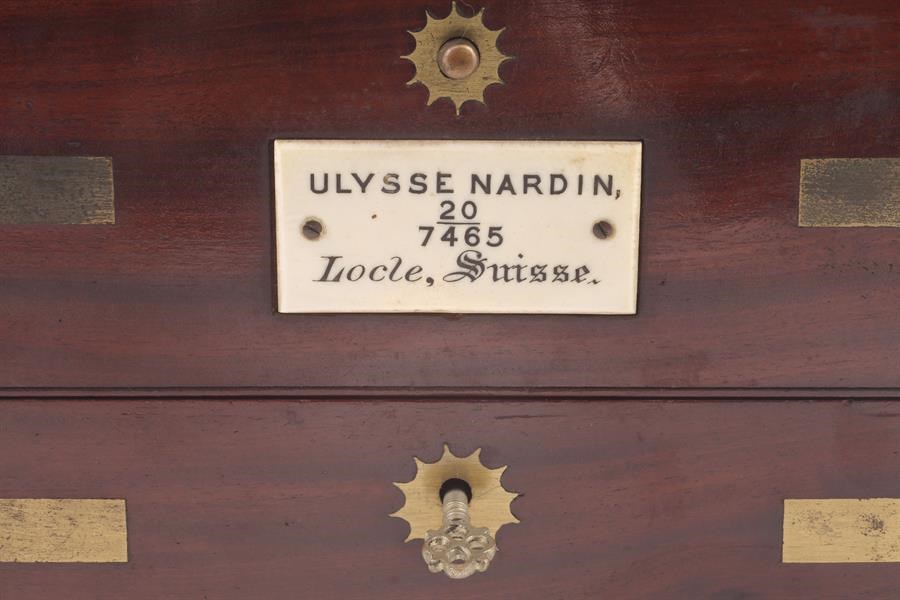 ULYSSE NARDIN,
20
7465
Locle, Suisse.